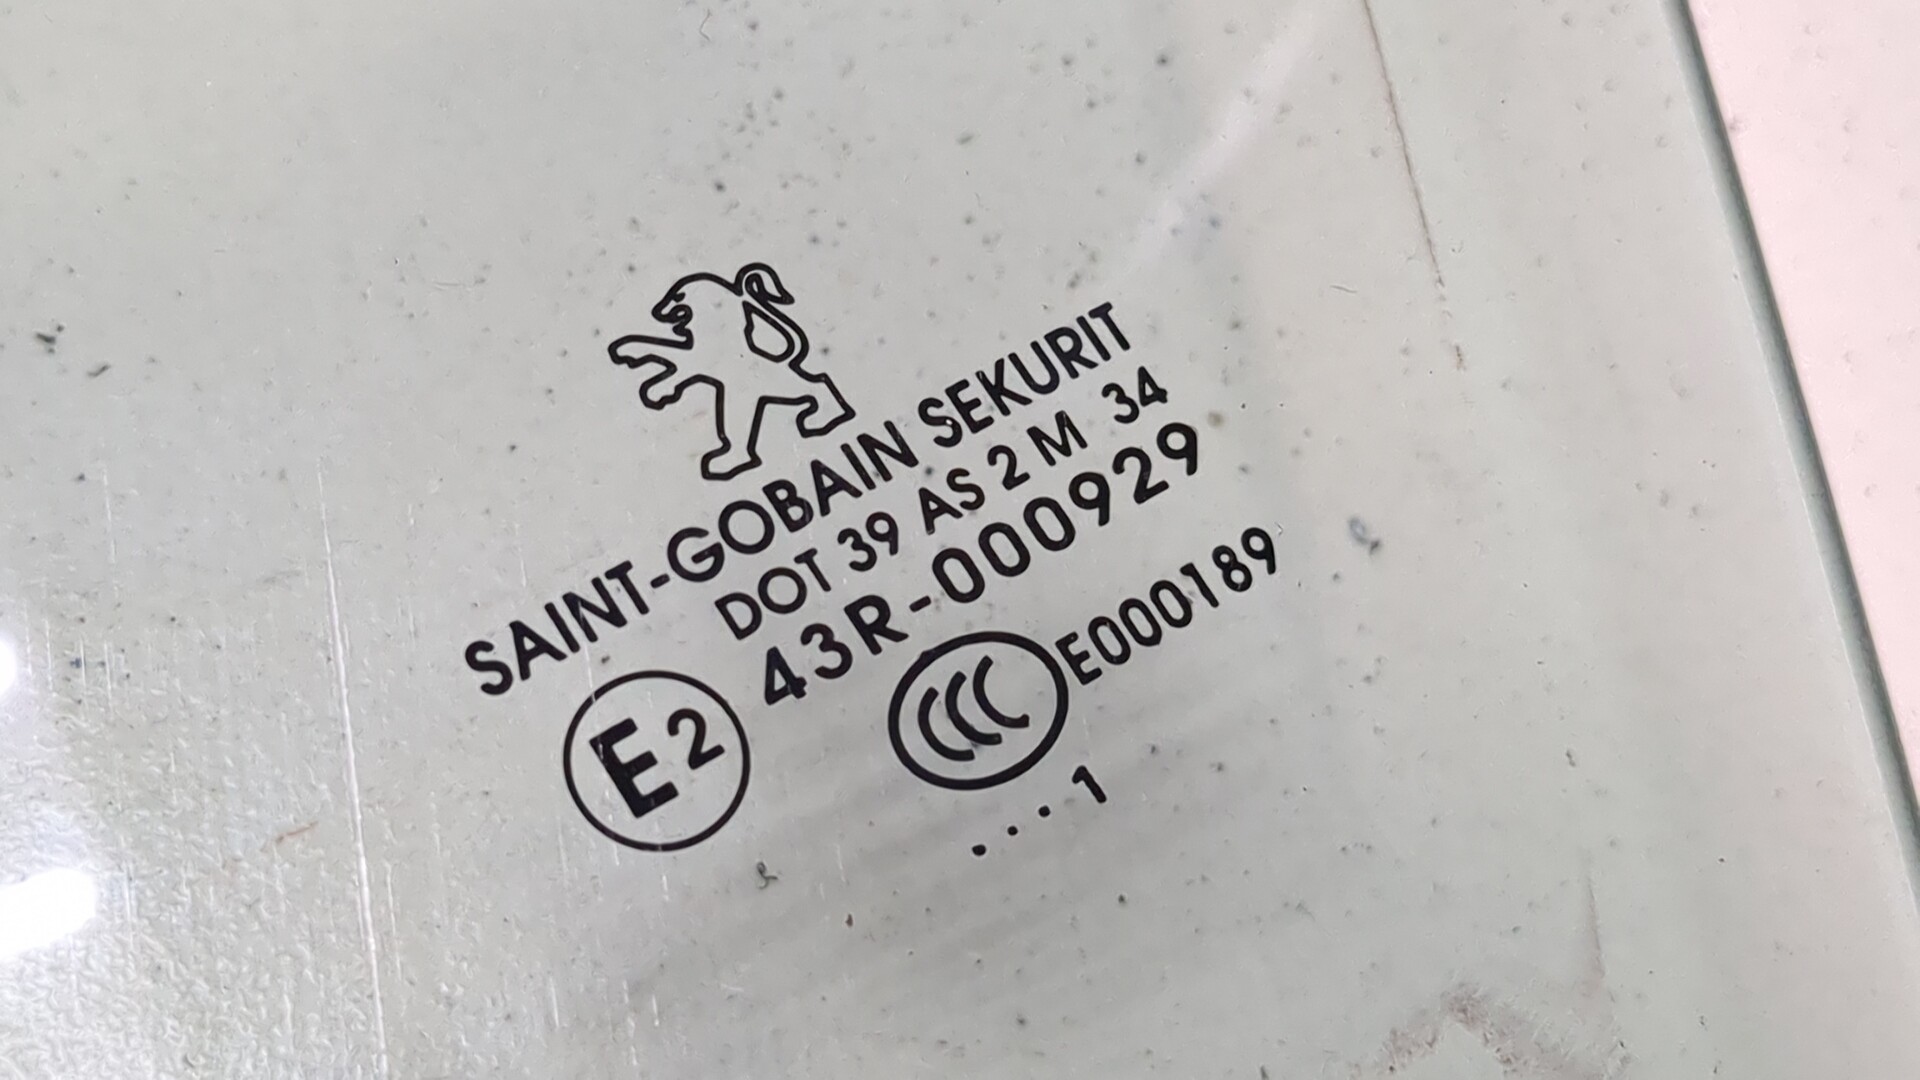 SAINT-GOBAIN SEKURIT
DOT 39 AS 2 M 34
43R-000929
E2
CCC E000189
. . . 1